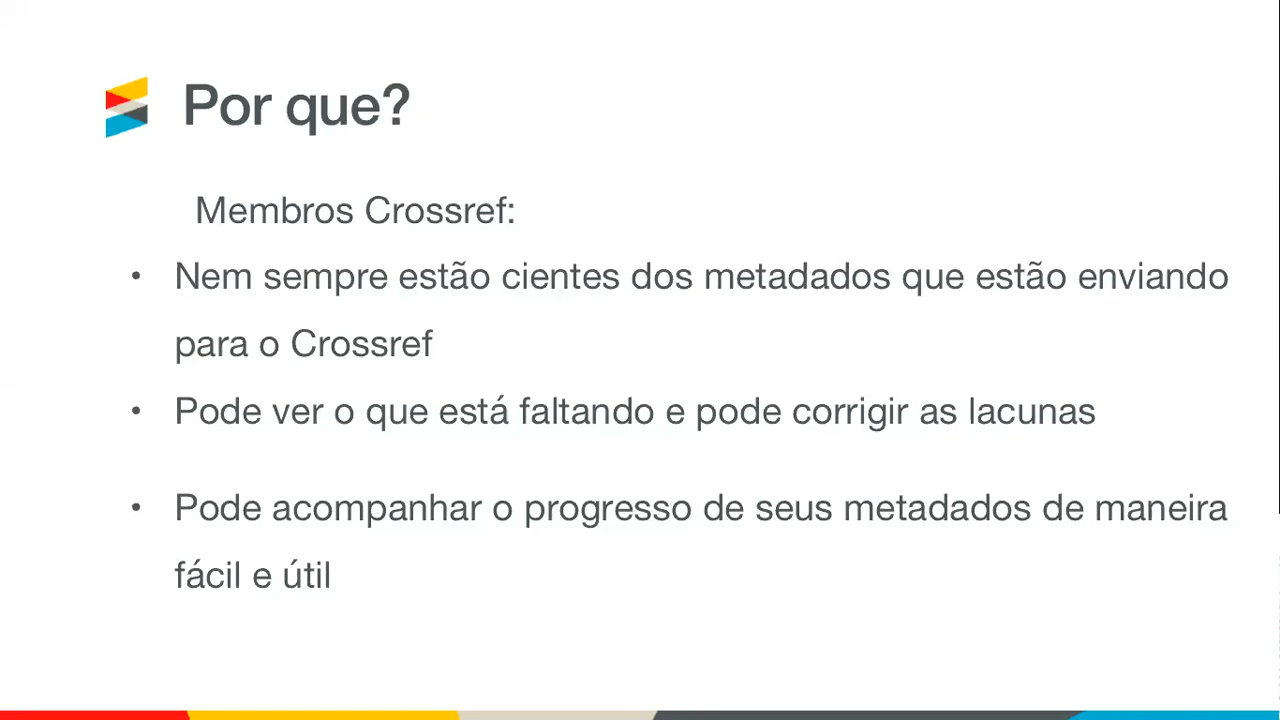 Por que?
Membros Crossref:
• Nem sempre estão cientes dos metadados que estão enviando
para o Crossref
• Pode ver o que está faltando e pode corrigir as lacunas
• Pode acompanhar o progresso de seus metadados de maneira
fácil e útil